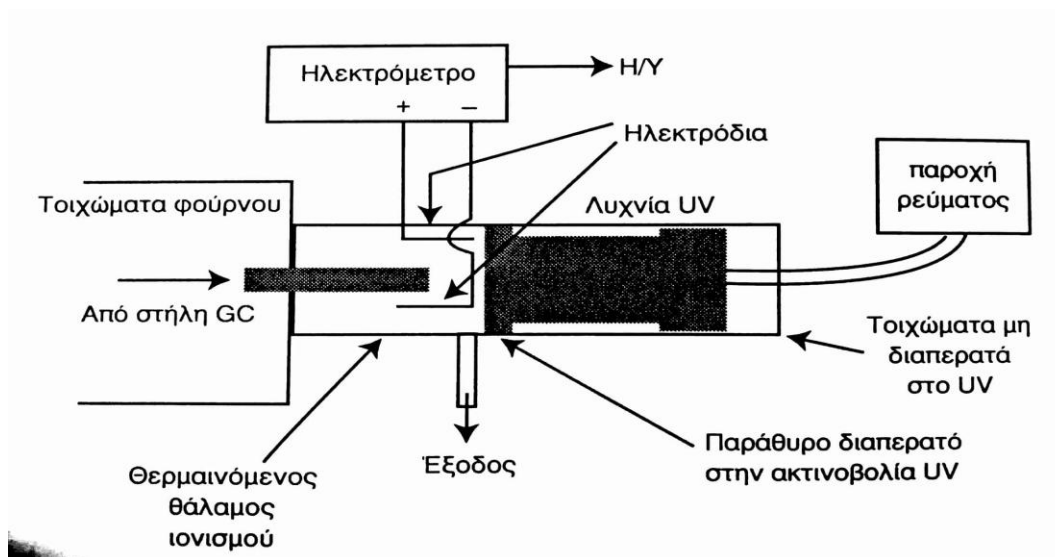 Ηλεκτρόμετρο
+ –
Η/Υ
Ηλεκτρόδια
παροχή
ρεύματος
Τοιχώματα φούρνου
Λυχνία UV
Από στήλη GC
Τοιχώματα μη
διαπερατά
στο UV
Έξοδος
Παράθυρο διαπερατό
στην ακτινοβολία UV
Θερμαινόμενος
θάλαμος
ιονισμού